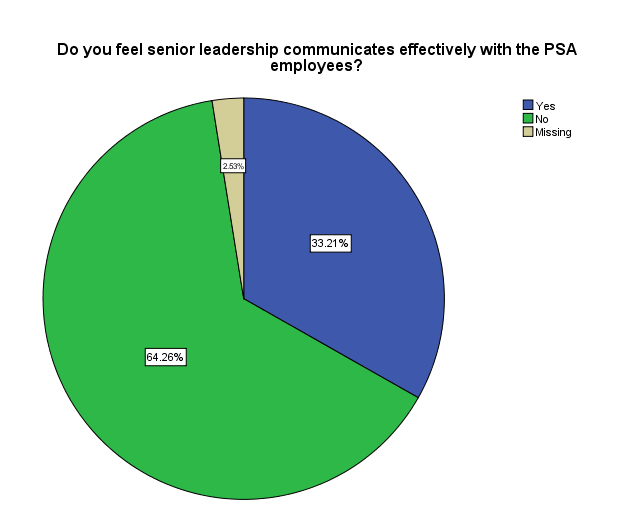 Do you feel senior leadership communicates effectively with the PSA
employees?
Yes
No
Missing
2.53%
33.21%
64.26%